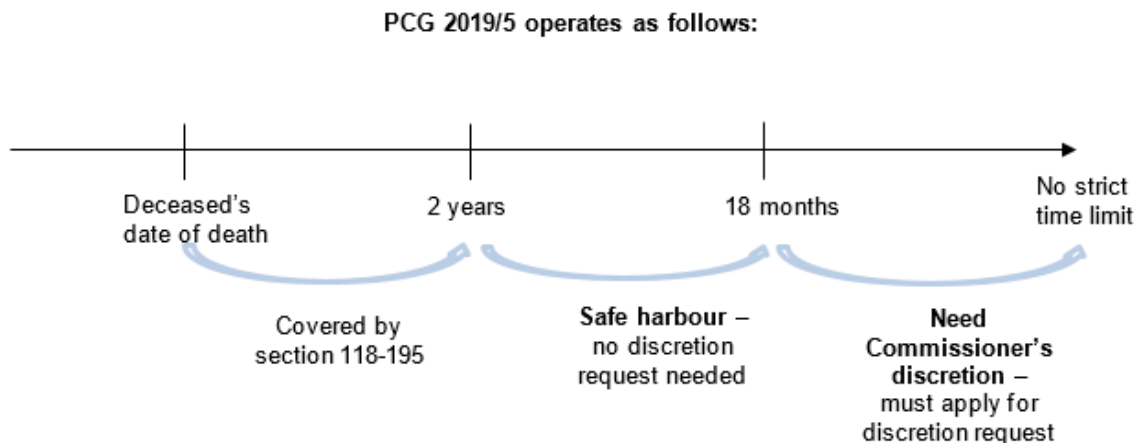 PCG 2019/5 operates as follows:
Deceased's
date of death
2 years
18 months
No strict
time limit
Covered by
section 118-195
Safe harbour –
no discretion
request needed
Need
Commissioner's
discretion –
must apply for
discretion request